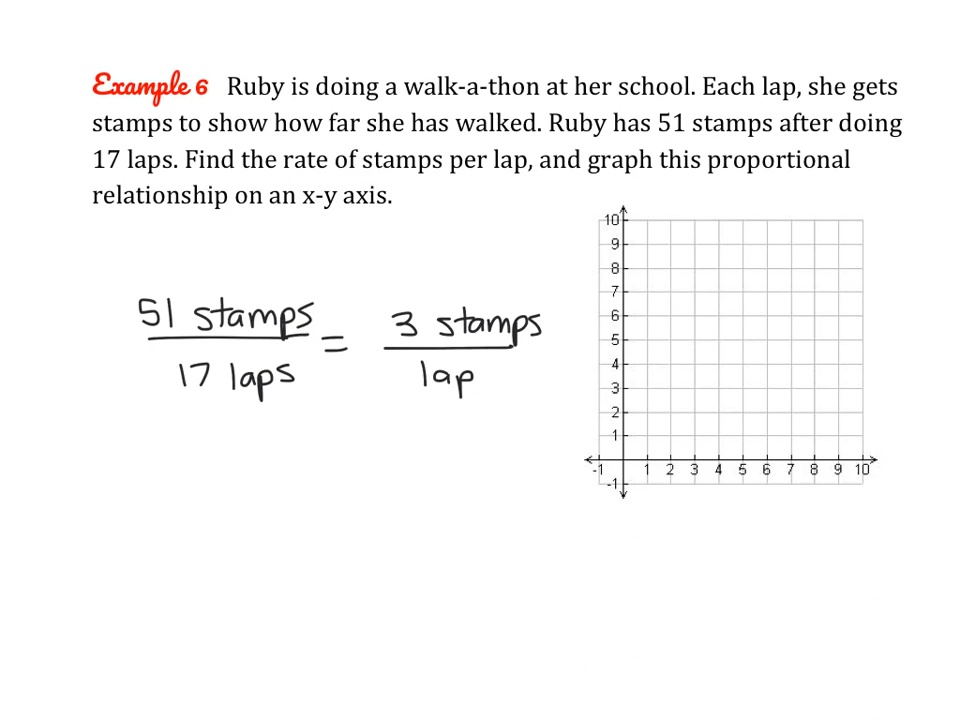 Example 6 Ruby is doing a walk-a-thon at her school. Each lap, she gets
stamps to show how far she has walked. Ruby has 51 stamps after doing
17 laps. Find the rate of stamps per lap, and graph this proportional
relationship on an x-y axis.
51 stamps = 3 stamps
17 laps lap
10
9
8
7
6
5
4
3
2
1
-1 1 2 3 4 5 6 7 8 9 10
-1